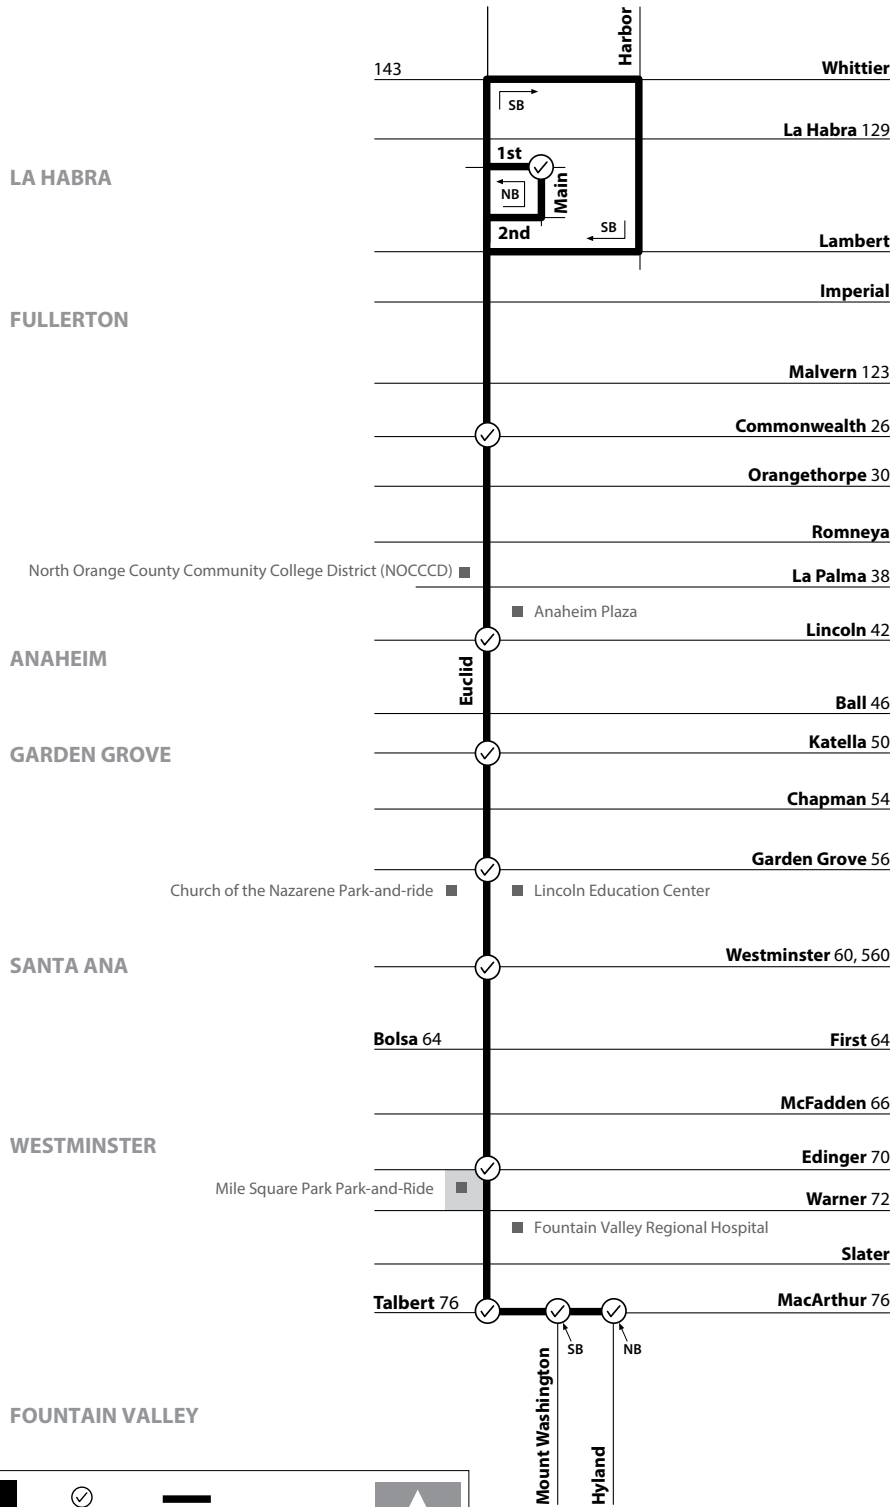 Harbor
143
Whittier
SB
La Habra 129
1st
LA HABRA
NB
Main
2nd
SB
Lambert
Imperial
FULLERTON
Malvern 123
Commonwealth 26
Orangethorpe 30
Romneya
North Orange County Community College District (NOCCCD)
La Palma 38
Anaheim Plaza
Lincoln 42
ANAHEIM
Euclid
Ball 46
Katella 50
GARDEN GROVE
Chapman 54
Garden Grove 56
Church of the Nazarene Park-and-ride
Lincoln Education Center
Westminster 60, 560
SANTA ANA
Bolsa 64
First 64
McFadden 66
WESTMINSTER
Edinger 70
Mile Square Park Park-and-Ride
Warner 72
Fountain Valley Regional Hospital
Slater
Talbert 76
MacArthur 76
SB
NB
Mount Washington
Hyland
FOUNTAIN VALLEY